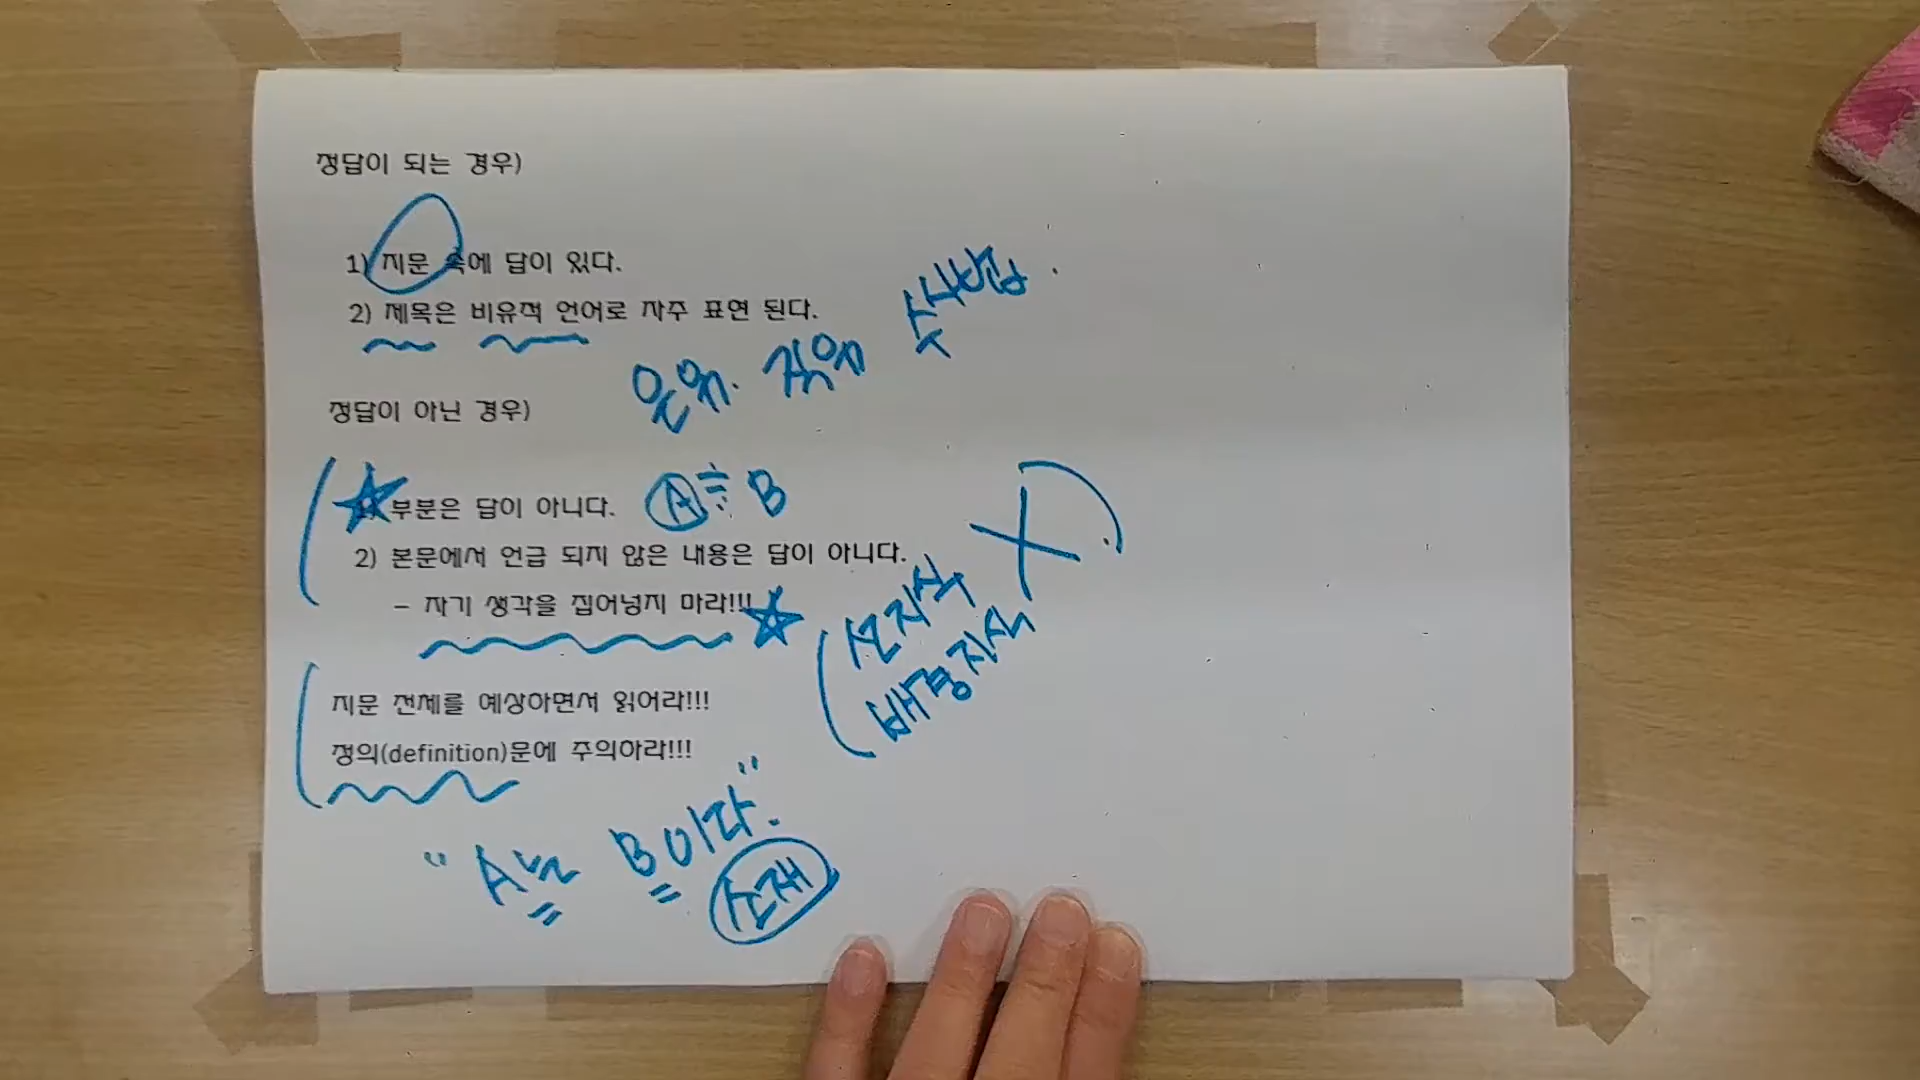 정답이 되는 경우)
1) 지문 속에 답이 있다.
2) 제목은 비유적 언어로 자주 표현 된다.
은유. 직유 수사법.
정답이 아닌 경우)
부분은 답이 아니다. A B
2) 본문에서 언급 되지 않은 내용은 답이 아니다.
- 자기 생각을 집어넣지 마라!!!
선지식
배경지식
지문 전체를 예상하면서 읽어라!!!
정의(definition)문에 주의아라!!!
"A는 B이다."
소재